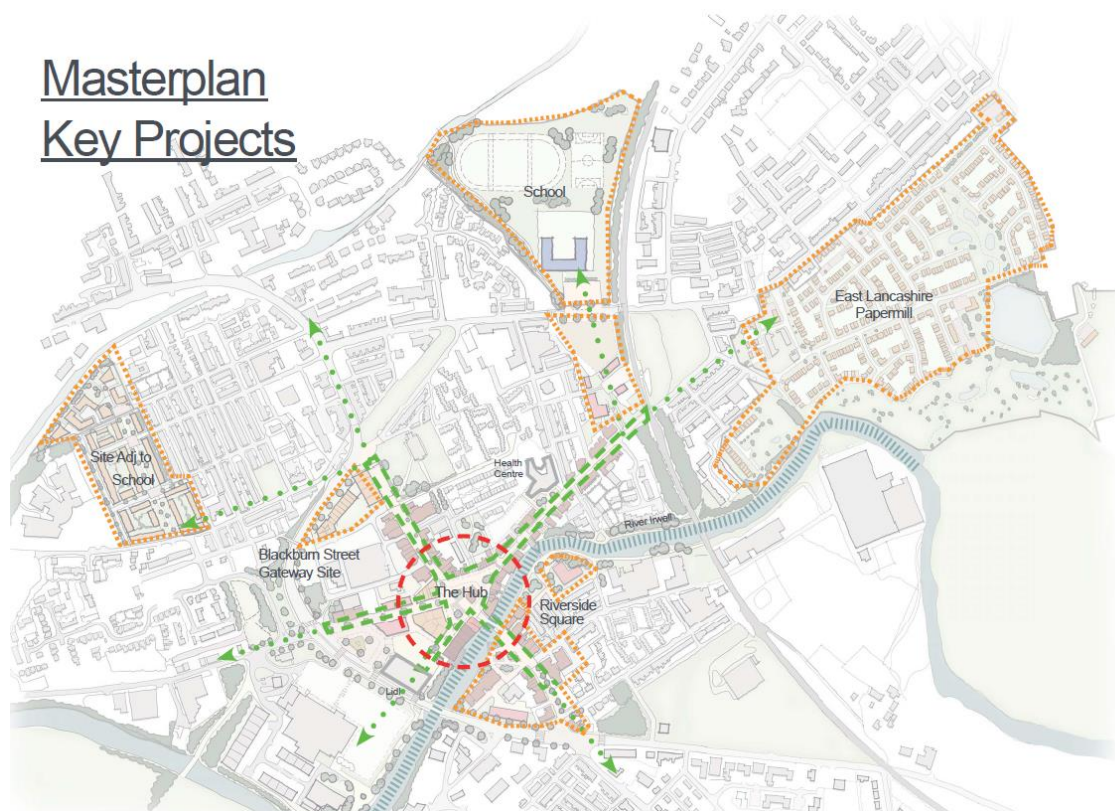 Masterplan
Key Projects
School
East Lancashire
Papermill
Site Adj to
School
Health
Centre
River Irwell
Blackburn Street
Gateway Site
The Hub
Riverside
Square
Lidl